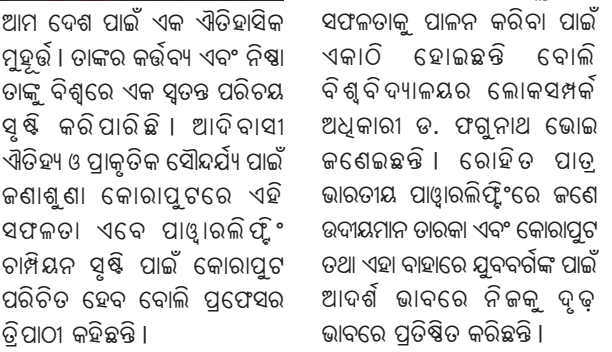 ଆମ ଦେଶ ପାଇଁ ଏକ ଐତିହାସିକ
ମୁହୂର୍ତ୍ତ । ତାଙ୍କର କର୍ତ୍ତବ୍ୟ ଏବଂ ନିଷ୍ଠା
ତାଙ୍କୁ ବିଶ୍ୱରେ ଏକ ସ୍ୱତନ୍ତ ପରିଚୟ
ସୃଷ୍ଟି କରିପାରିଛି । ଆଦିବାସୀ
ଐତିହ୍ୟ ଓ ପ୍ରାକୃତିକ ସୌନ୍ଦର୍ଯ୍ୟ ପାଇଁ
ଜଣାଶୁଣା କୋରାପୁଟରେ ଏହି
ସଫଳତା ଏବେ ପାୱାରଲିଫ୍ଟିଂ
ଚାମ୍ପିୟନ ସୃଷ୍ଟି ପାଇଁ କୋରାପୁଟ
ପରିଚିତ ହେବ ବୋଲି ପ୍ରଫେସର
ତ୍ରିପାଠୀ କହିଛନ୍ତି ।
ସଫଳତାକୁ ପାଳନ କରିବା ପାଇଁ
ଏକାଠି ହୋଇଛନ୍ତି ବୋଲି
ବିଶ୍ୱବିଦ୍ୟାଳୟର ଲୋକସମ୍ପର୍କ
ଅଧିକାରୀ ଡ. ଫଗୁନାଥ ଭୋଇ
ଜଣେଇଛନ୍ତି । ରୋହିତ ପାତ୍ର
ଭାରତୀୟ ପାୱାରଲିଫ୍ଟିଂରେ ଜଣେ
ଉଦୀୟମାନ ତାରକା ଏବଂ କୋରାପୁଟ
ତଥା ଏହା ବାହାରେ ଯୁବବର୍ଗଙ୍କ ପାଇଁ
ଆଦର୍ଶ ଭାବରେ ନିଜକୁ ଦୃଢ଼
ଭାବରେ ପ୍ରତିଷ୍ଠିତ କରିଛନ୍ତି ।